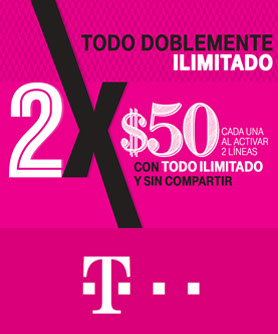 TODO DOBLEMENTE
ILIMITADO
2X
$50
CADA UNA
AL ACTIVAR
2 LÍNEAS
CON TODO ILIMITADO
Y SIN COMPARTIR
T